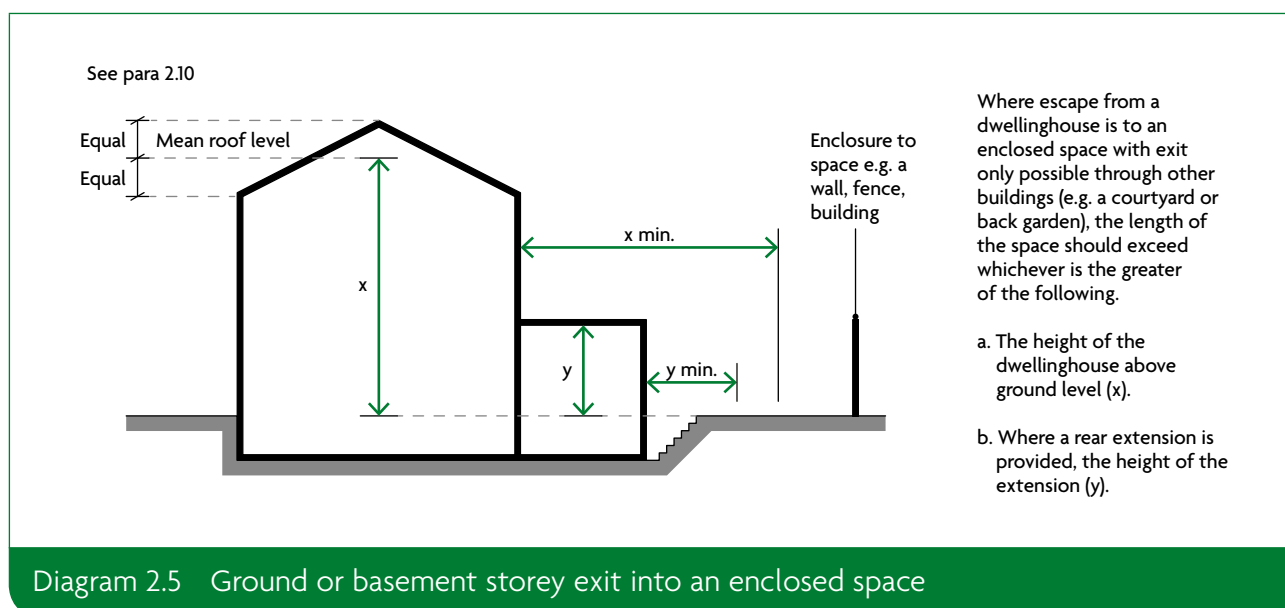 See para 2.10
Equal
Mean roof level
Equal
x
x min.
y
y min.
Enclosure to
space e.g. a
wall, fence,
building
Where escape from a
dwellinghouse is to an
enclosed space with exit
only possible through other
buildings (e.g. a courtyard or
back garden), the length of
the space should exceed
whichever is the greater
of the following.
a. The height of the
dwellinghouse above
ground level (x).
b. Where a rear extension is
provided, the height of the
extension (y).
Diagram 2.5 Ground or basement storey exit into an enclosed space